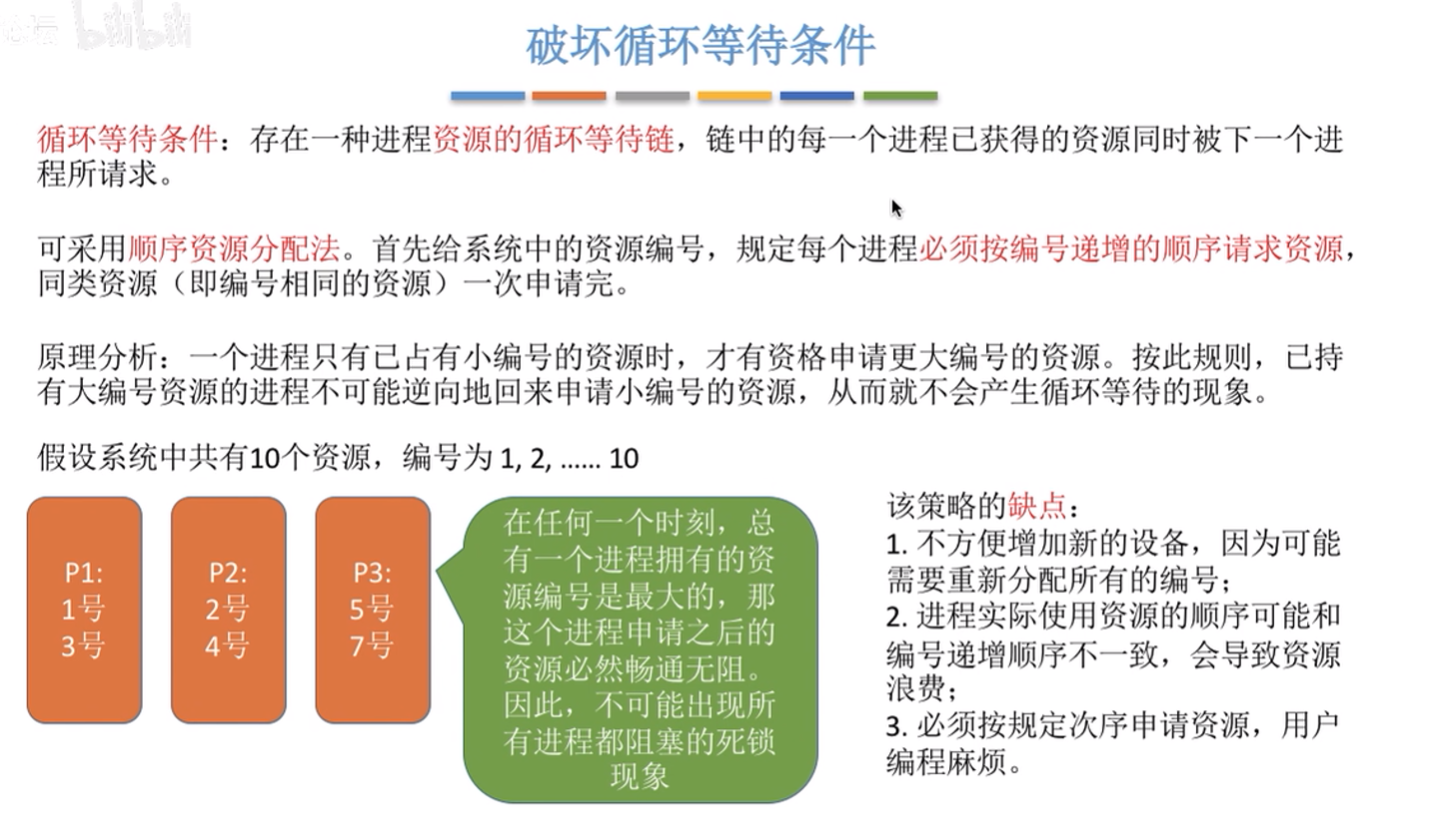 论坛 bilibili
破坏循环等待条件
循环等待条件：存在一种进程资源的循环等待链，链中的每一个进程已获得的资源同时被下一个进
程所请求。
可采用顺序资源分配法。首先给系统中的资源编号，规定每个进程必须按编号递增的顺序请求资源，
同类资源（即编号相同的资源）一次申请完。
原理分析：一个进程只有已占有小编号的资源时，才有资格申请更大编号的资源。按此规则，已持
有大编号资源的进程不可能逆向地回来申请小编号的资源，从而就不会产生循环等待的现象。
假设系统中共有10个资源，编号为 1, 2, …… 10
P1:
1号
3号
P2:
2号
4号
P3:
5号
7号
在任何一个时刻，总
有一个进程拥有的资
源编号是最大的，那
这个进程申请之后的
资源必然畅通无阻。
因此，不可能出现所
有进程都阻塞的死锁
现象
该策略的缺点：
1. 不方便增加新的设备，因为可能
需要重新分配所有的编号；
2. 进程实际使用资源的顺序可能和
编号递增顺序不一致，会导致资源
浪费；
3. 必须按规定次序申请资源，用户
编程麻烦。